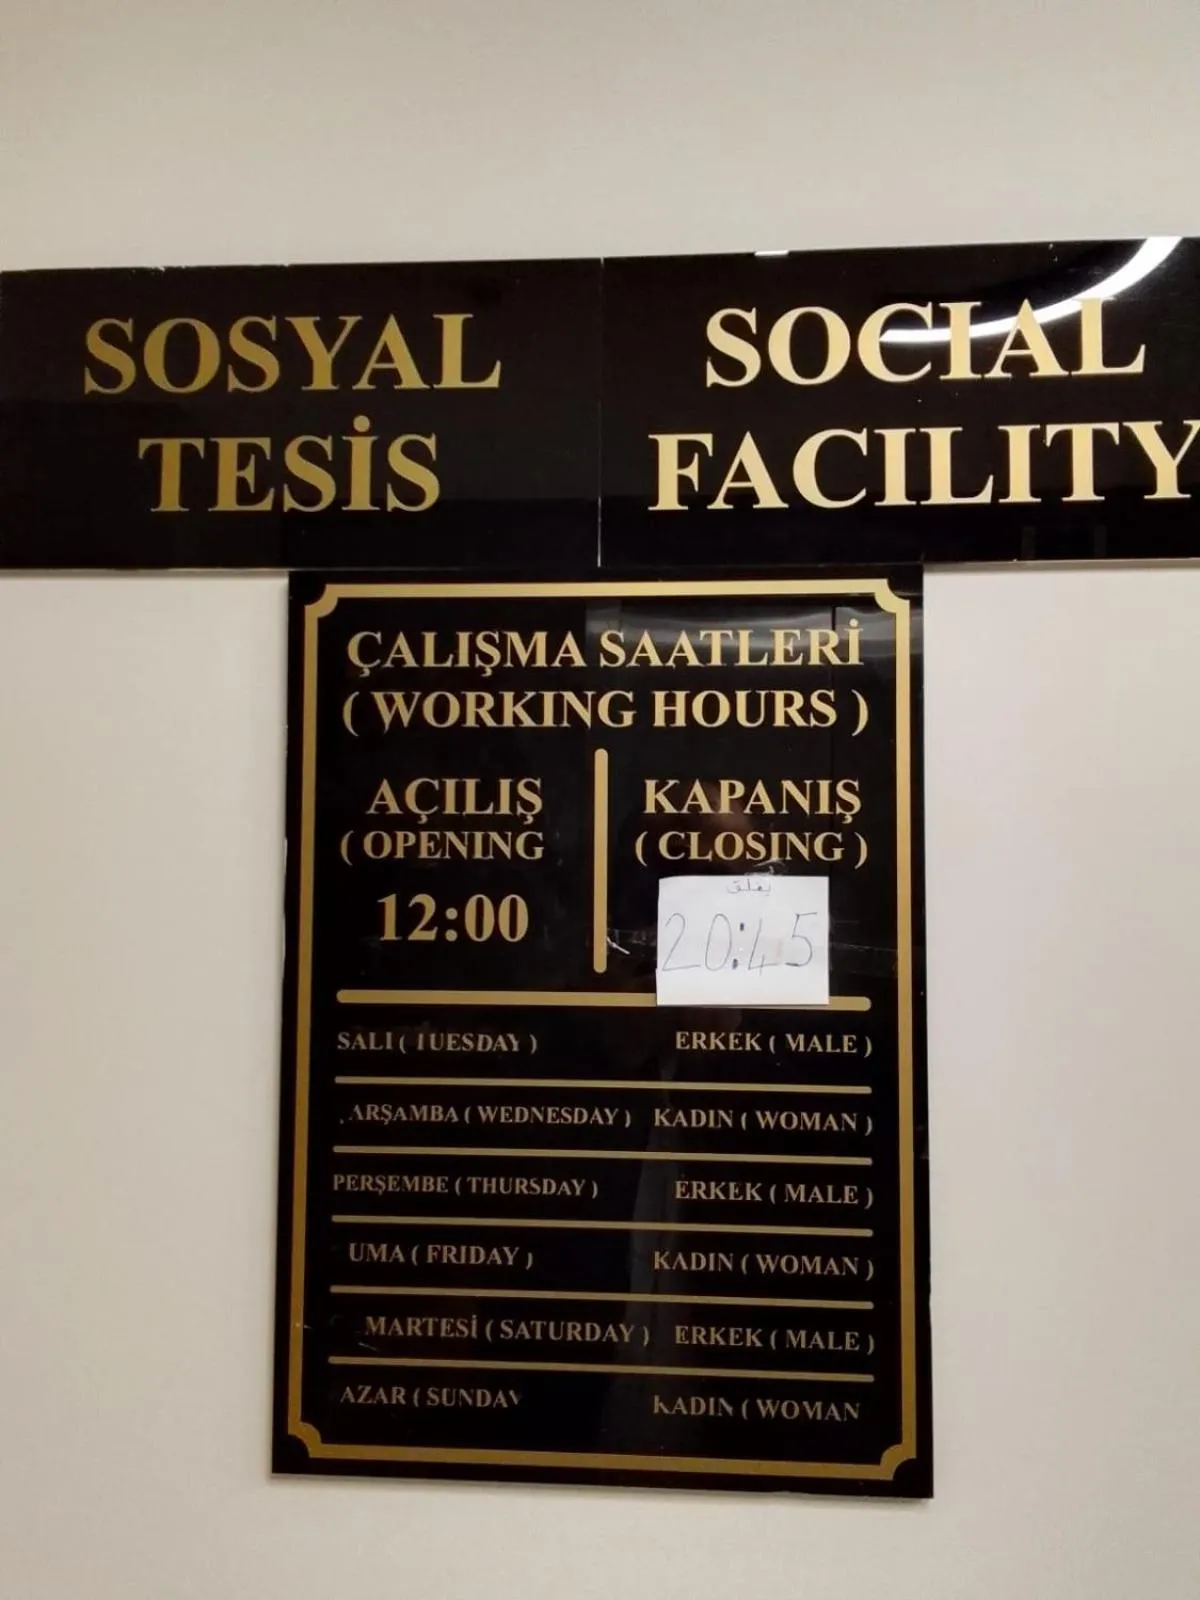 SOSYAL
TESİS
SOCIAL
FACILITY
ÇALIŞMA SAATLERİ
( WORKING HOURS )
AÇILIŞ
( OPENING
12:00
KAPANIŞ
( CLOSING )
يغلق
20:45
SALI ( TUESDAY ) ERKEK ( MALE )
ARŞAMBA ( WEDNESDAY ) KADIN ( WOMAN )
PERŞEMBE ( THURSDAY ) ERKEK ( MALE )
UMA ( FRIDAY ) KADIN ( WOMAN )
MARTESİ ( SATURDAY ) ERKEK ( MALE )
AZAR ( SUNDAY KADIN ( WOMAN